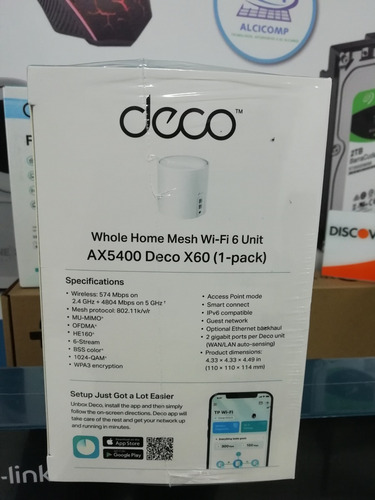 ALCICOMP
deco™
2TB
BarraCuda
DISCOV
F
Whole Home Mesh Wi-Fi 6 Unit
AX5400 Deco X60 (1-pack)
Specifications
• Wireless: 574 Mbps on
2.4 GHz + 4804 Mbps on 5 GHz †
• Mesh protocol: 802.11k/v/r
• MU-MIMO^
• OFDMA^
• HE160^
• 6-Stream
• BSS color^
• 1024-QAM^
• WPA3 encryption
• Access Point mode
• Smart connect
• IPv6 compatible
• Guest network
• Optional Ethernet backhaul
• 2 gigabit ports per Deco unit
(WAN/LAN auto-sensing)
• Product dimensions:
4.33 × 4.33 × 4.49 in
(110 × 110 × 114 mm)
Setup Just Got a Lot Easier
Unbox Deco, install the app and then simply
follow the on-screen directions. Deco app will
take care of the rest and get your network up
and running in minutes.
App Store
Google Play
TP Wi-Fi
-link